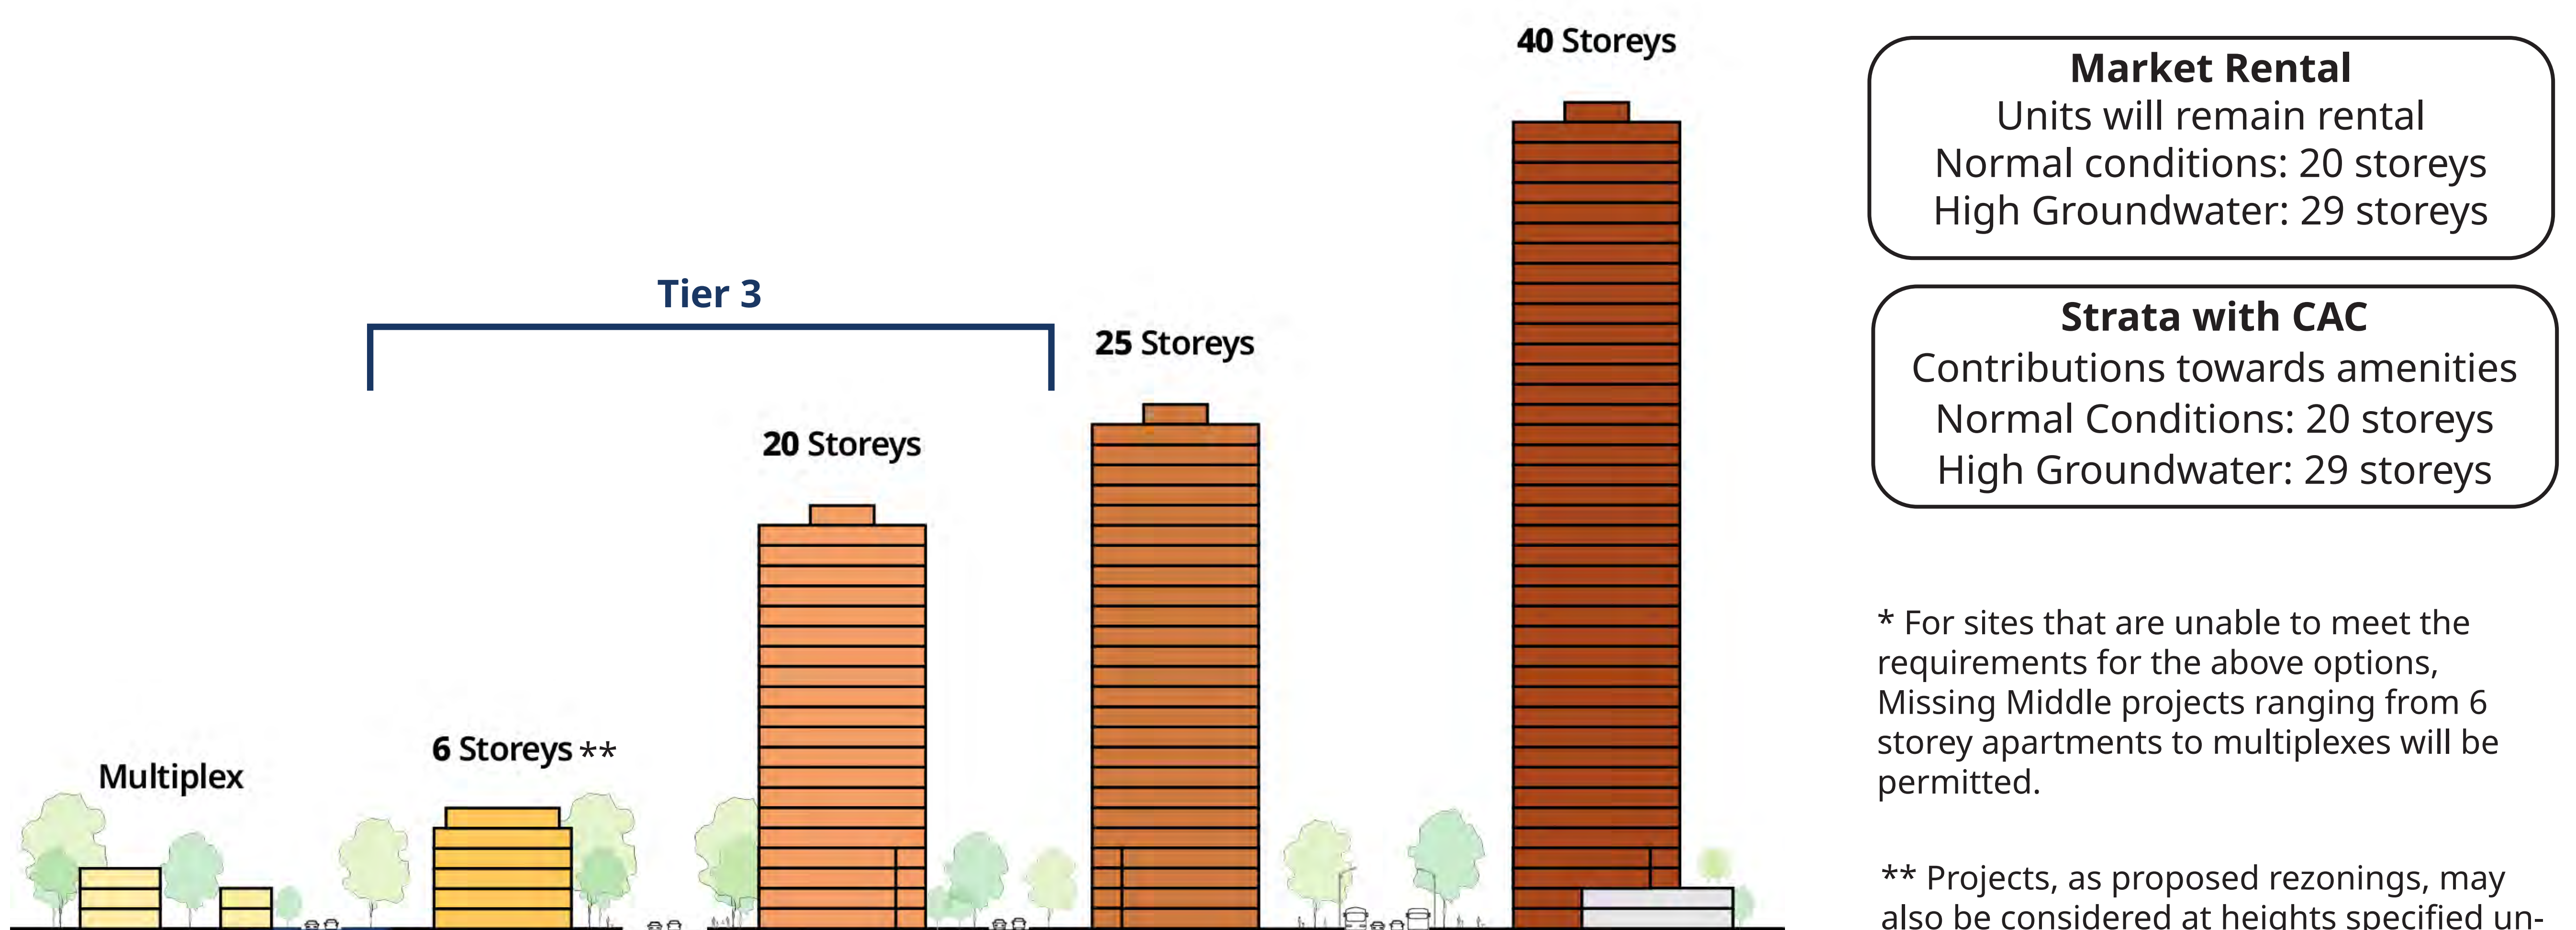 40 Storeys
Tier 3
25 Storeys
20 Storeys
6 Storeys **
Multiplex
Market Rental
Units will remain rental
Normal conditions: 20 storeys
High Groundwater: 29 storeys
Strata with CAC
Contributions towards amenities
Normal Conditions: 20 storeys
High Groundwater: 29 storeys
* For sites that are unable to meet the
requirements for the above options,
Missing Middle projects ranging from 6
storey apartments to multiplexes will be
permitted.
** Projects, as proposed rezonings, may
also be considered at heights specified un-